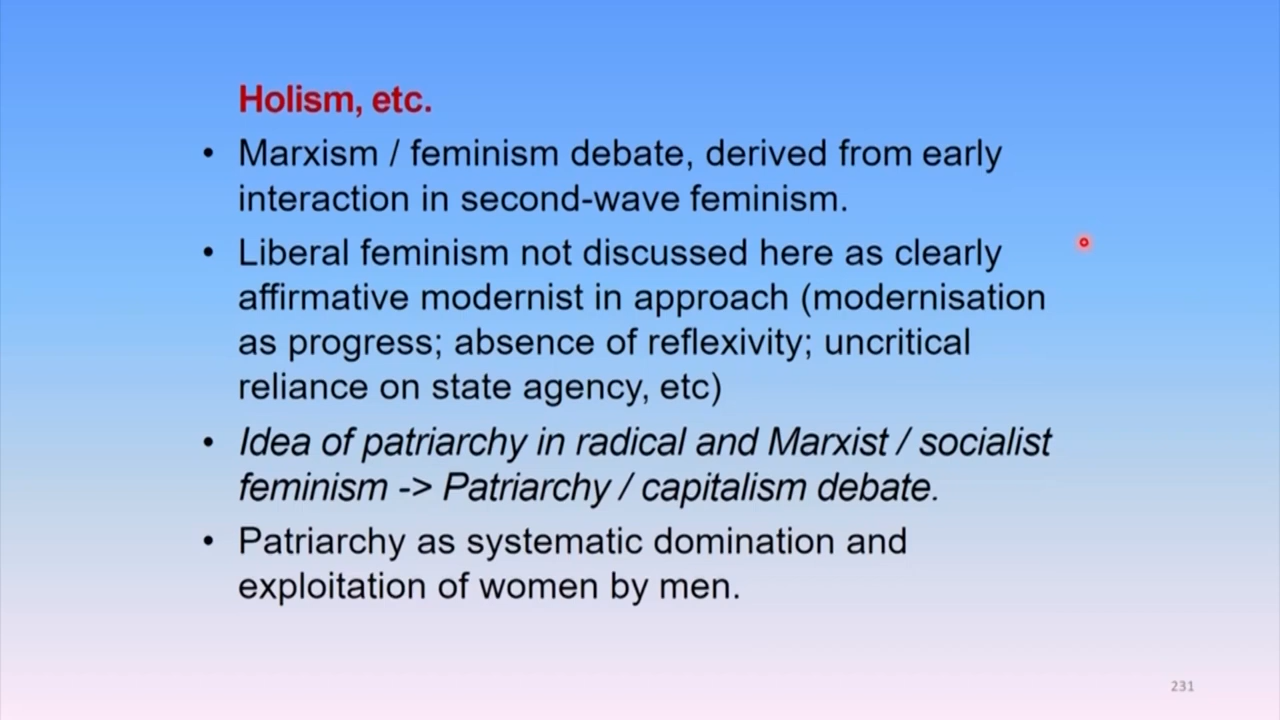 Holism, etc.
• Marxism / feminism debate, derived from early
interaction in second-wave feminism.
• Liberal feminism not discussed here as clearly
affirmative modernist in approach (modernisation
as progress; absence of reflexivity; uncritical
reliance on state agency, etc)
• Idea of patriarchy in radical and Marxist / socialist
feminism -> Patriarchy / capitalism debate.
• Patriarchy as systematic domination and
exploitation of women by men.
231